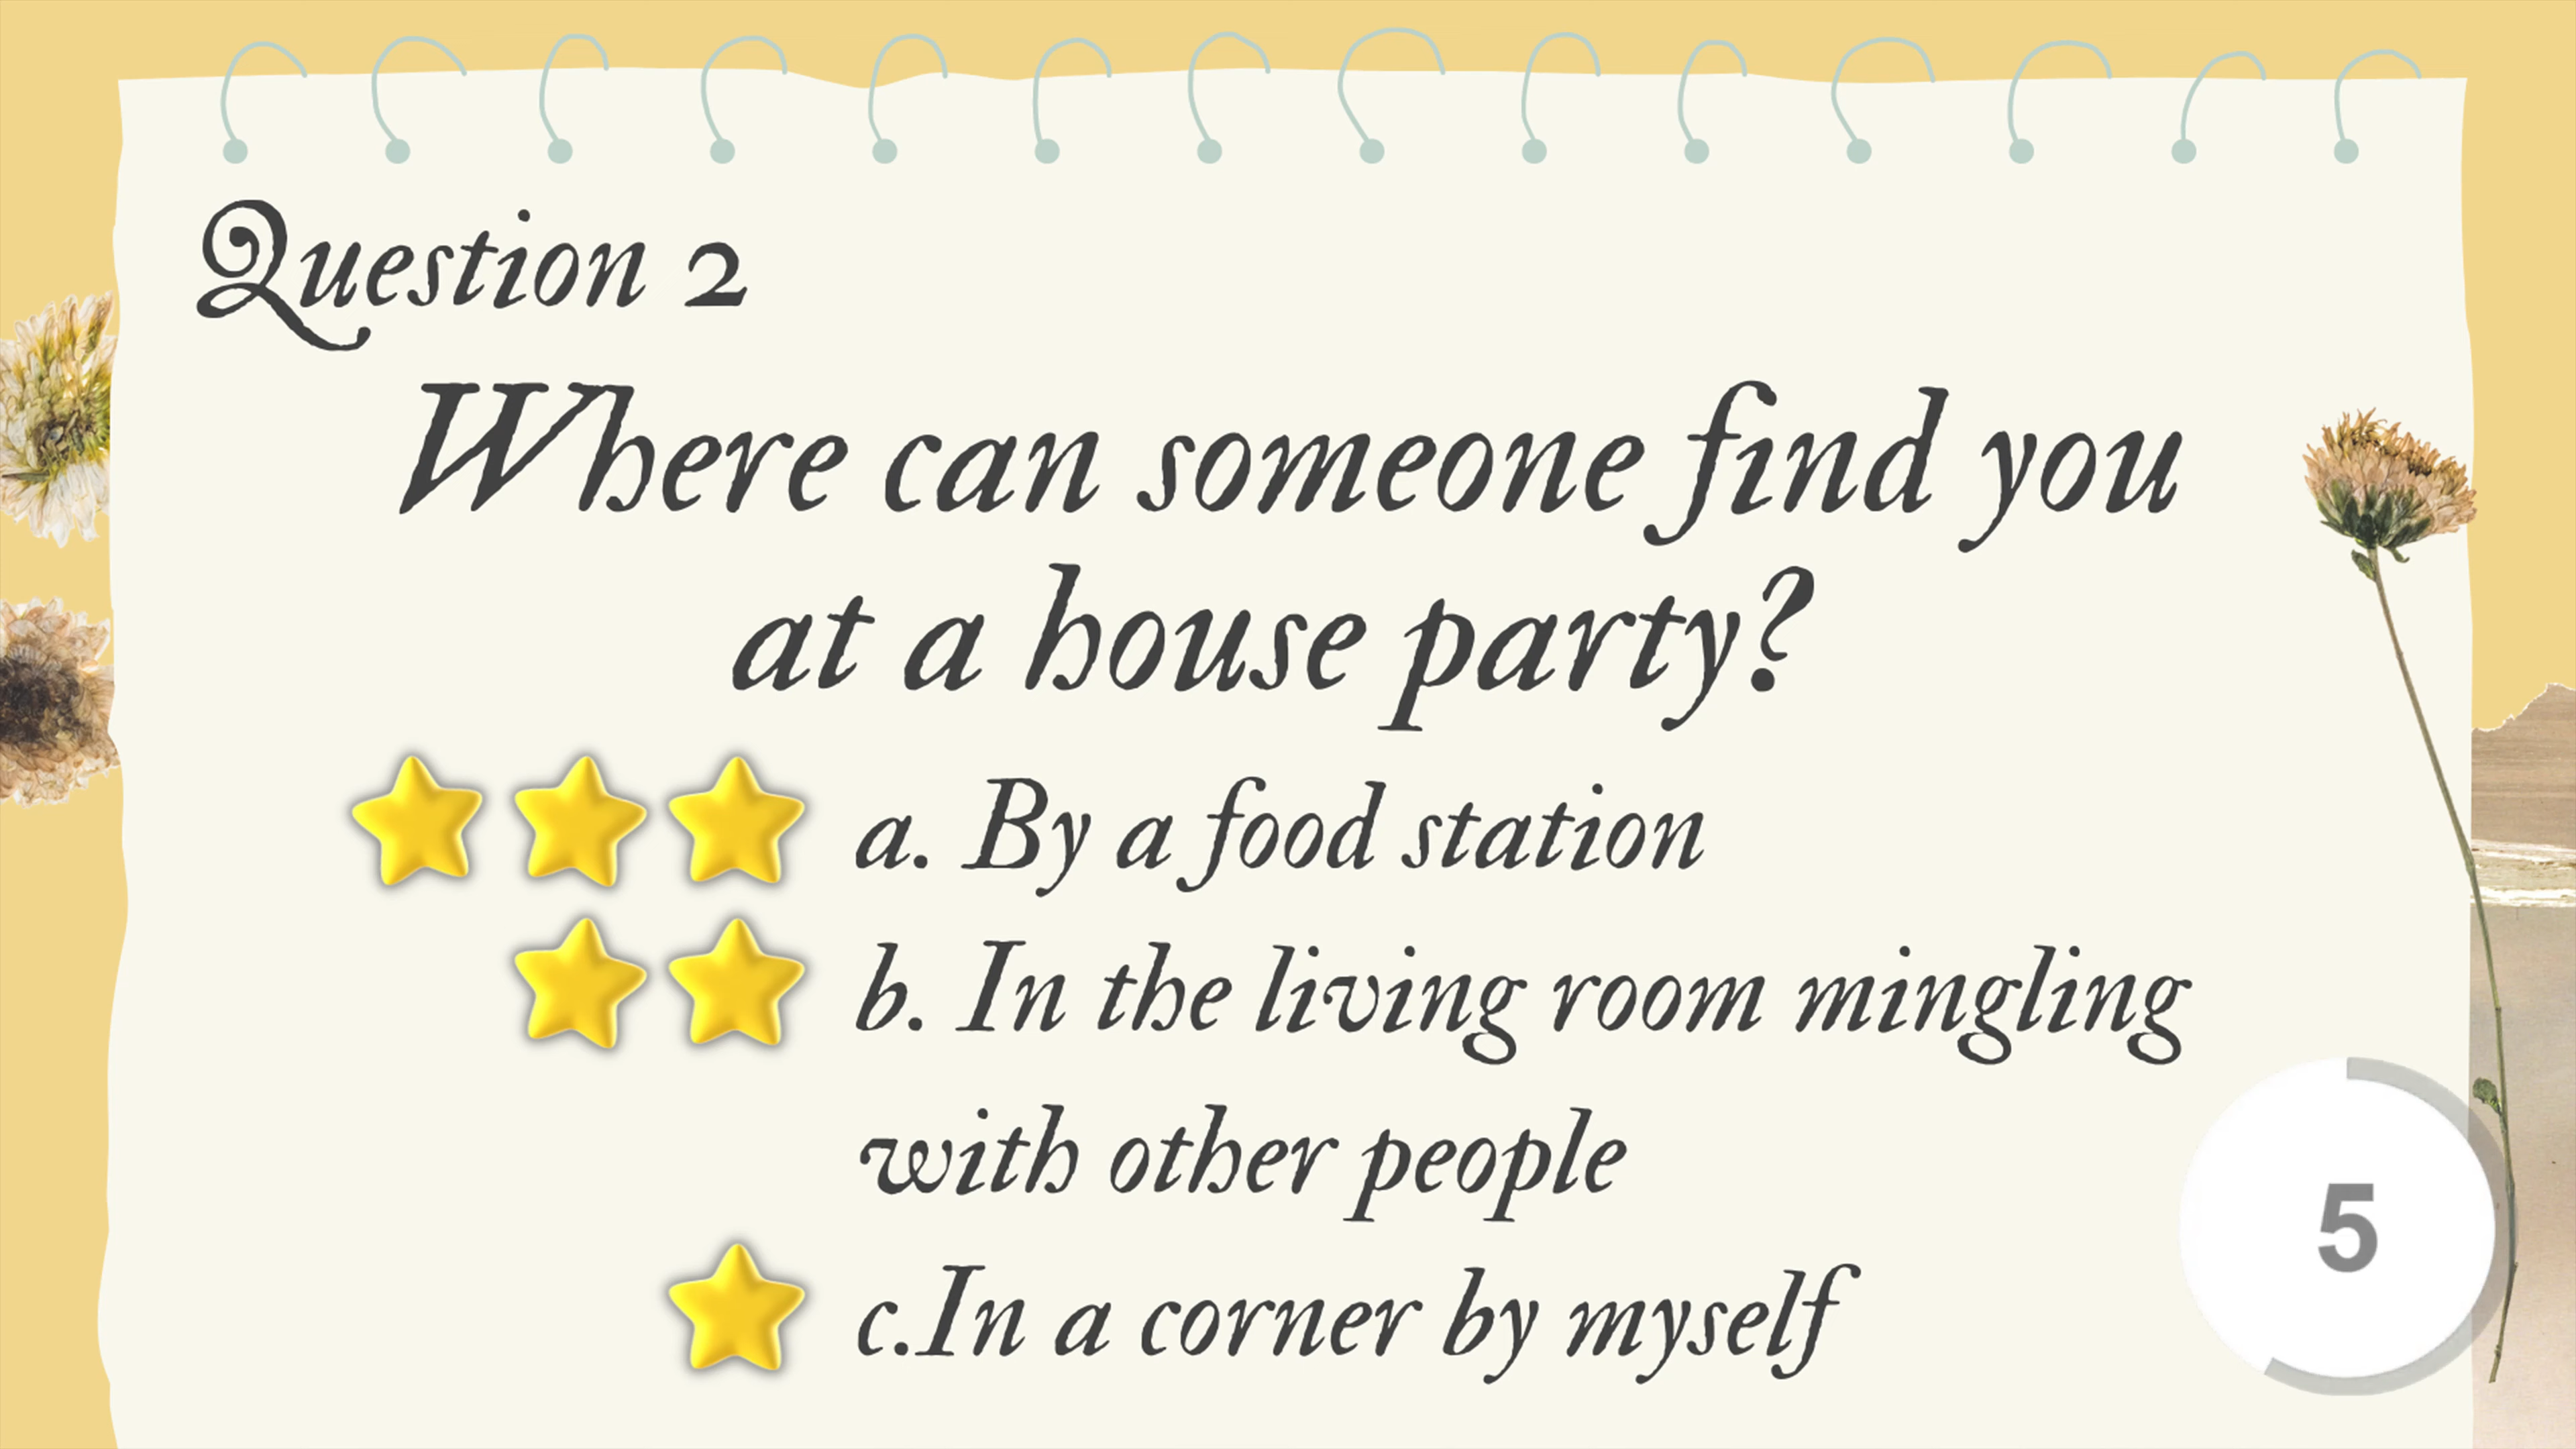 Question 2
Where can someone find you
at a house party?
a. By a food station
b. In the living room mingling
with other people
c.In a corner by myself
5